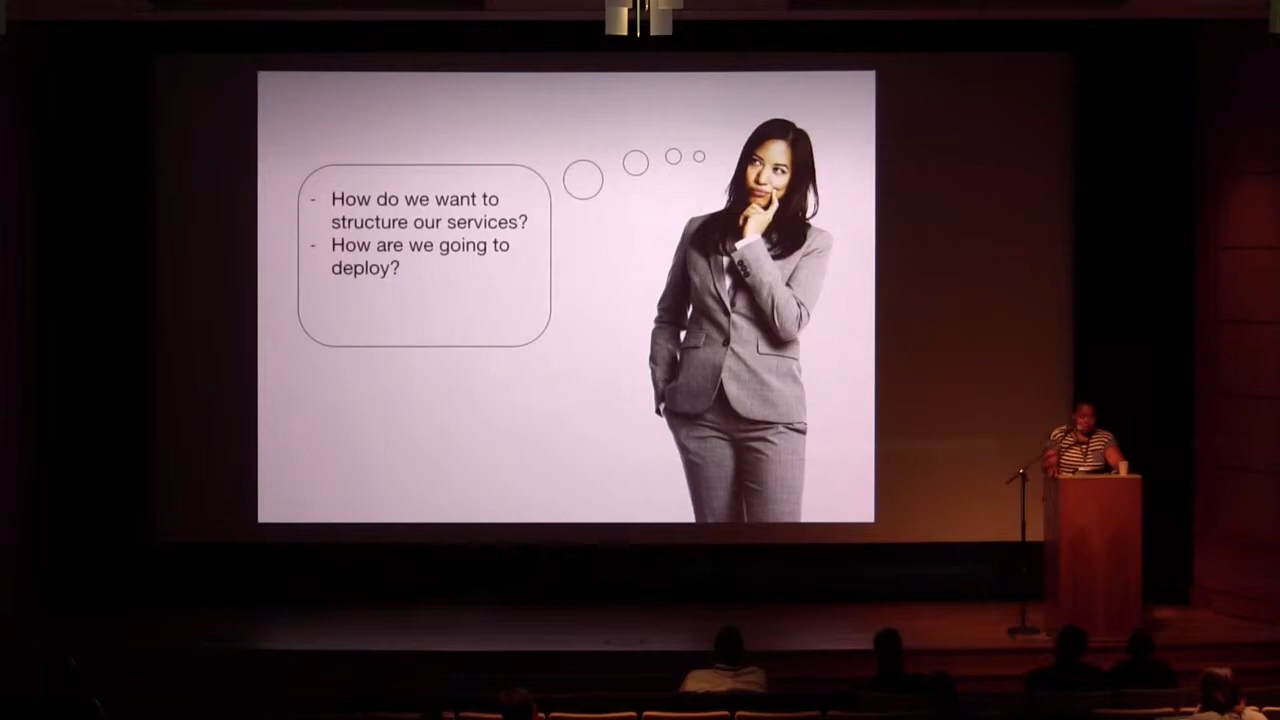 - How do we want to
structure our services?
- How are we going to
deploy?